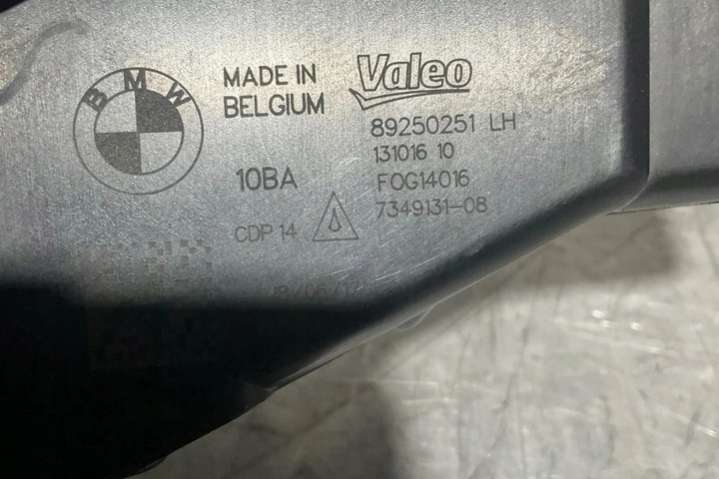 BMW
MADE IN
BELGIUM
Valeo
89250251 LH
131016 10
10BA
FOG14016
7349131-08
CDP 14